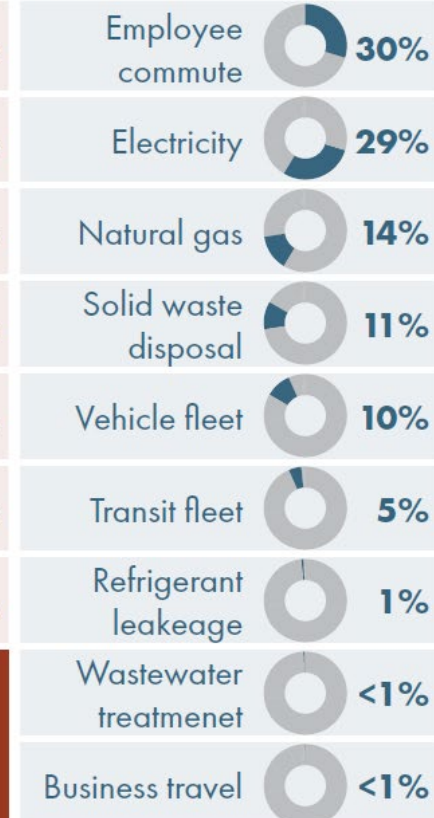 Employee
commute
30%
Electricity
29%
Natural gas
14%
Solid waste
disposal
11%
Vehicle fleet
10%
Transit fleet
5%
Refrigerant
leakeage
1%
Wastewater
treatmenet
<1%
Business travel
<1%